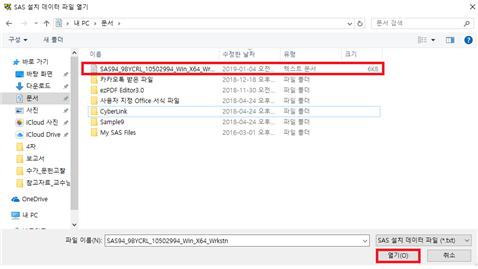 SAS 설치 데이터 파일 열기
내 PC > 문서
문서 검색
구성 새 폴더
이름 수정한 날짜 유형 크기
즐겨찾기
바탕 화면
다운로드
문서
사진
iCloud 사진
iCloud Drive
4차
보고서
수가_문헌고찰
참고자료_교수님
OneDrive
내 PC
SAS94_9BYCRL_10502994_Win_X64_Wr... 2019-01-04 오전... 텍스트 문서 6KB
카카오톡 받은 파일 2018-12-18 오후... 파일 폴더
ezPDF Editor3.0 2018-11-30 오전... 파일 폴더
사용자 지정 Office 서식 파일 2018-04-24 오후... 파일 폴더
CyberLink 2018-04-24 오후... 파일 폴더
Sample9 2018-04-24 오후... 파일 폴더
My SAS Files 2016-03-01 오후... 파일 폴더
파일 이름(N): SAS94_9BYCRL_10502994_Win_X64_Wrkstn
SAS 설치 데이터 파일 (*.txt)
열기(O) 취소